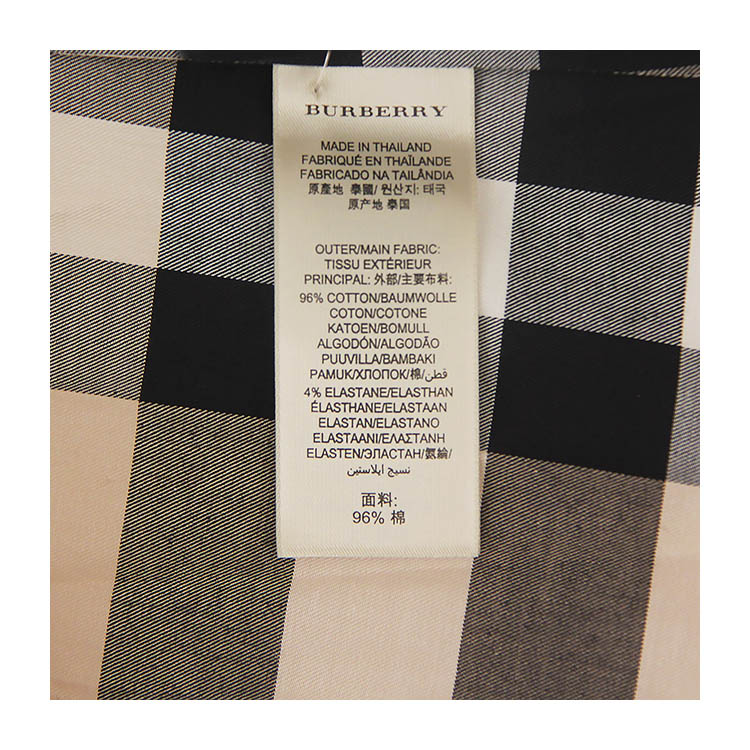 BURBERRY
MADE IN THAILAND
FABRIQUÉ EN THAÏLANDE
FABRICADO NA TAILÂNDIA
原產地 泰國/ 원산지: 태국
原产地 泰国
OUTER/MAIN FABRIC:
TISSU EXTÉRIEUR
PRINCIPAL: 外部/主要布料:
96% COTTON/BAUMWOLLE
COTON/COTONE
KATOEN/BOMULL
ALGODÓN/ALGODÃO
PUUVILLA/BAMBAKI
PAMUK/ХЛОПОК/棉/قطن/
4% ELASTANE/ELASTHAN
ÉLASTHANE/ELASTAAN
ELASTAN/ELASTANO
ELASTAANI/ΕΛΑΣΤΑΝΗ
ELASTEN/ЭЛАСТАН/氨綸/
نسيج ايلاستين
面料:
96% 棉